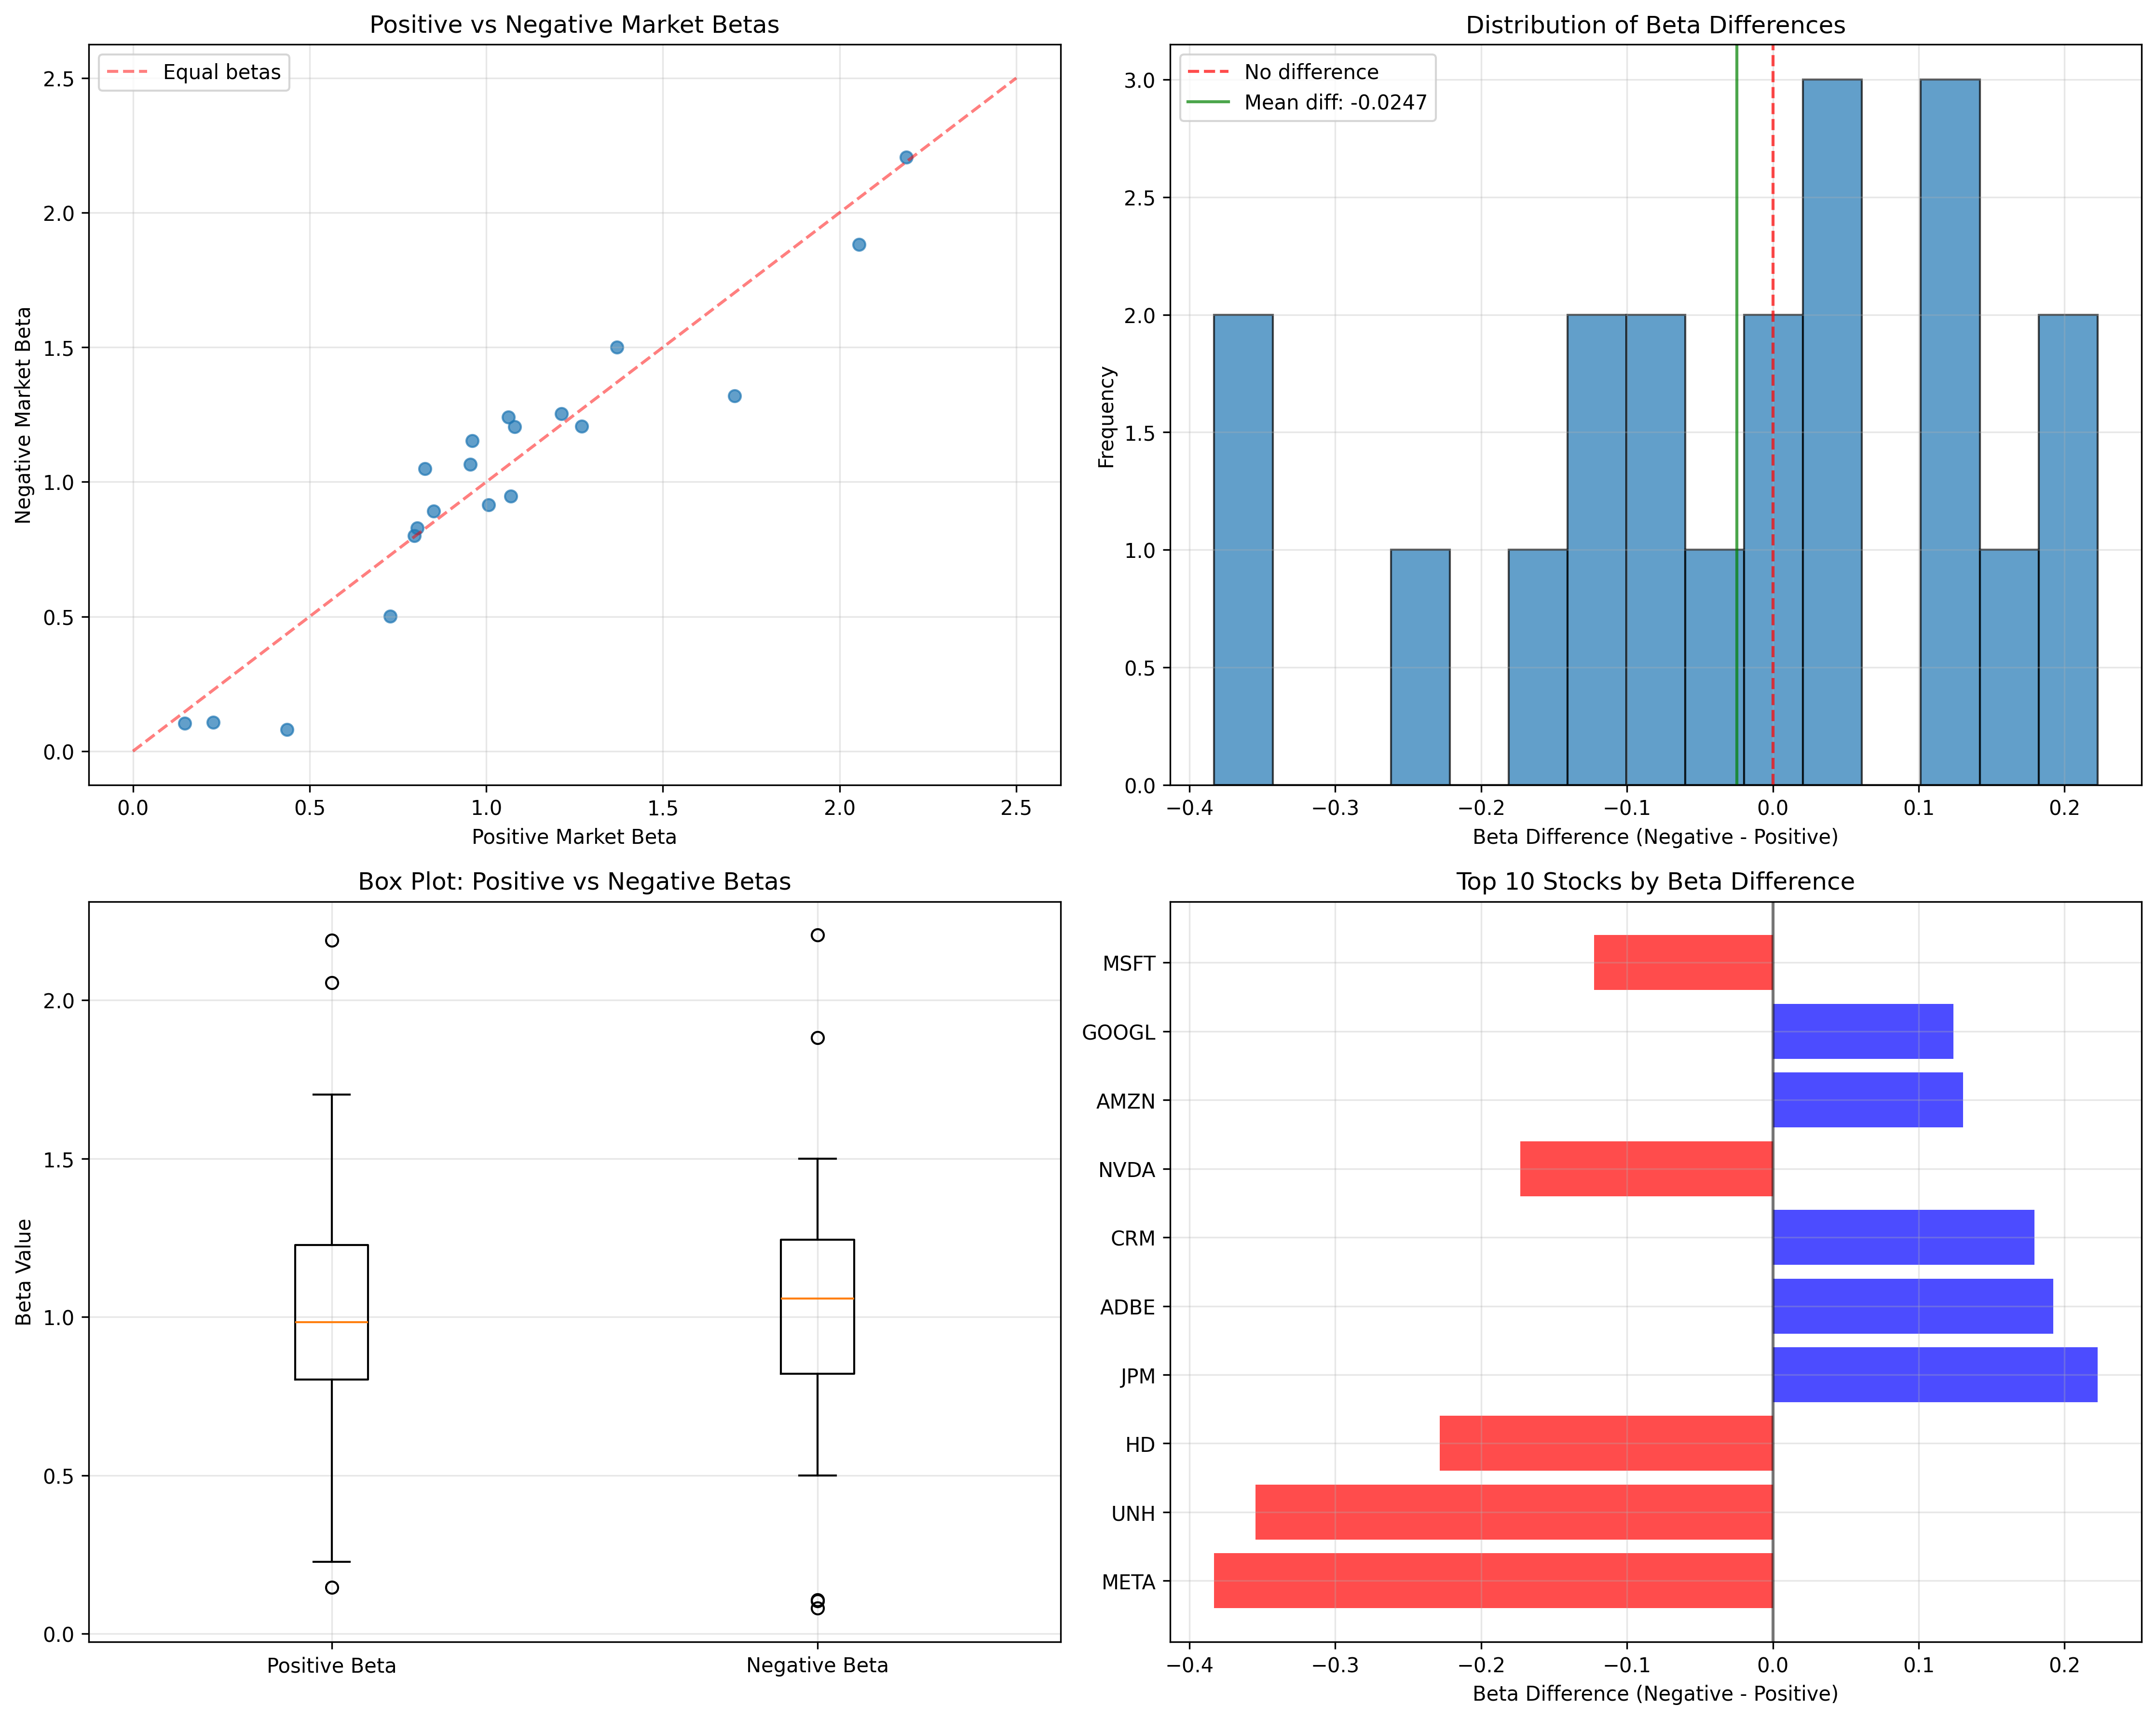 Positive vs Negative Market Betas
Equal betas
2.5
2.0
1.5
1.0
0.5
0.0
Negative Market Beta
0.0 0.5 1.0 1.5 2.0 2.5
Positive Market Beta
Distribution of Beta Differences
No difference
Mean diff: -0.0247
3.0
2.5
2.0
1.5
1.0
0.5
0.0
Frequency
−0.4 −0.3 −0.2 −0.1 0.0 0.1 0.2
Beta Difference (Negative - Positive)
Box Plot: Positive vs Negative Betas
2.0
1.5
1.0
0.5
0.0
Beta Value
Positive Beta Negative Beta
Top 10 Stocks by Beta Difference
MSFT
GOOGL
AMZN
NVDA
CRM
ADBE
JPM
HD
UNH
META
−0.4 −0.3 −0.2 −0.1 0.0 0.1 0.2
Beta Difference (Negative - Positive)